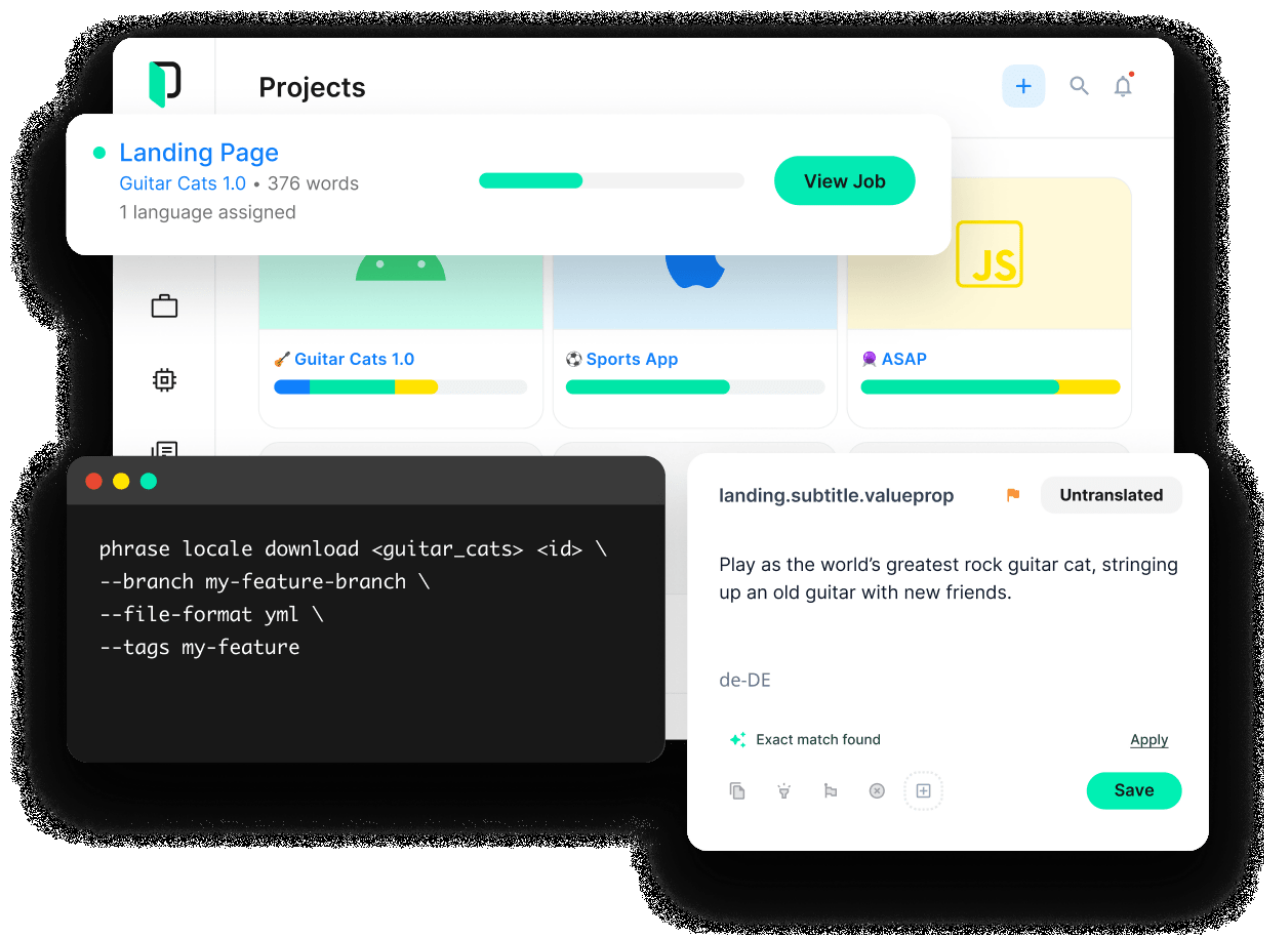 Projects
Landing Page
Guitar Cats 1.0 • 376 words
1 language assigned
View Job
JS
Guitar Cats 1.0
Sports App
ASAP
phrase locale download <guitar_cats> <id> \
--branch my-feature-branch \
--file-format yml \
--tags my-feature
landing.subtitle.valueprop
Untranslated
Play as the world’s greatest rock guitar cat, stringing
up an old guitar with new friends.
de-DE
Exact match found
Apply
Save